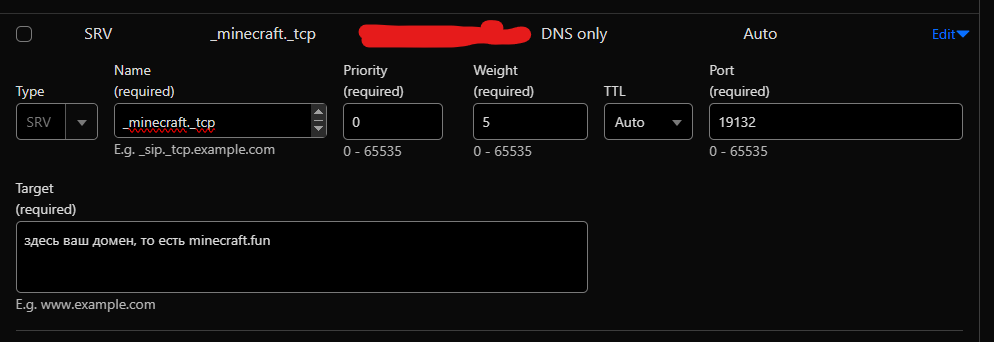 SRV _minecraft._tcp DNS only Auto Edit
Type
Name
(required)
Priority
(required)
Weight
(required)
TTL
Port
(required)
SRV _minecraft._tcp 0 5 Auto 19132
E.g. _sip._tcp.example.com 0 - 65535 0 - 65535 0 - 65535
Target
(required)
здесь ваш домен, то есть minecraft.fun
E.g. www.example.com